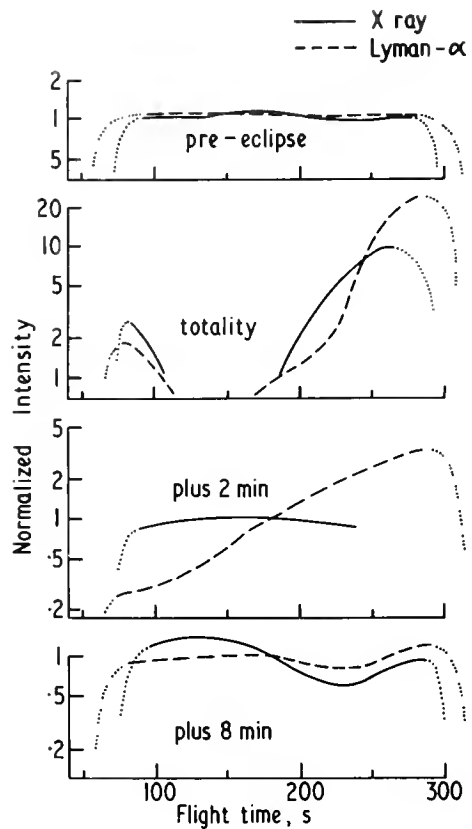 X ray
Lyman-α
2
1
5
pre-eclipse
20
10
5
2
1
totality
5
2
1
.5
.2
plus 2 min
1
.5
.2
plus 8 min
Normalized Intensity
100 200 300
Flight time, s